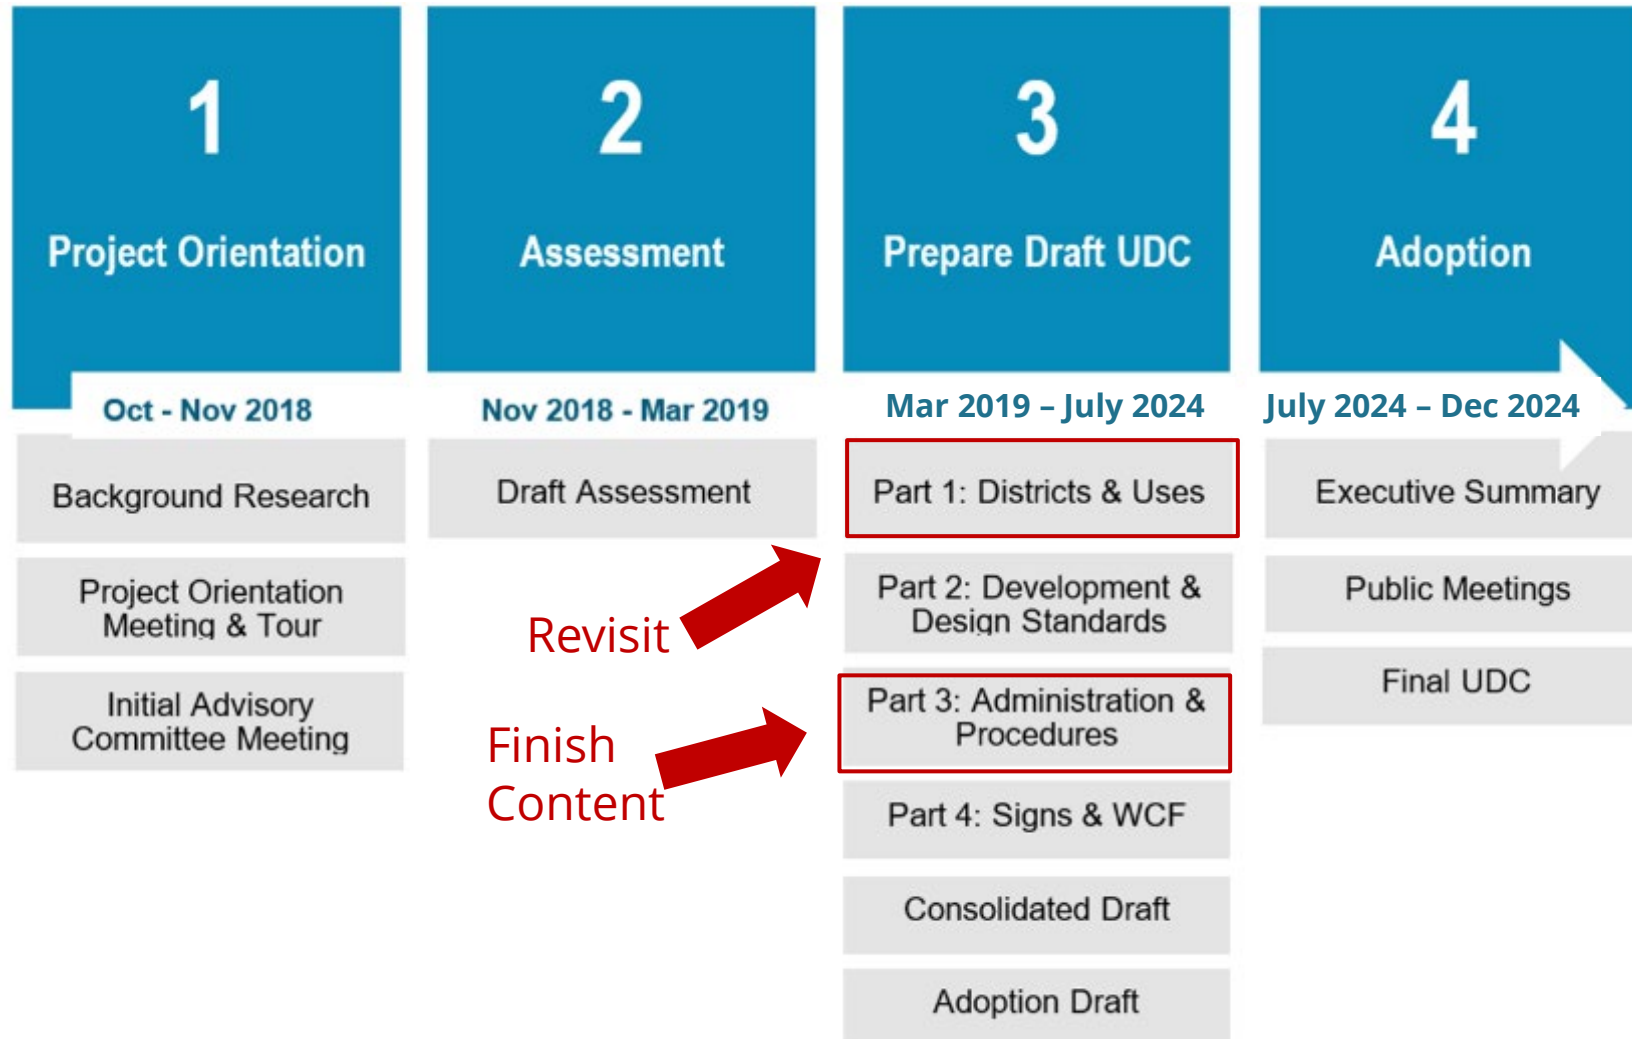 1
Project Orientation
Oct - Nov 2018
Background Research
Project Orientation
Meeting & Tour
Initial Advisory
Committee Meeting
2
Assessment
Nov 2018 - Mar 2019
Draft Assessment
Revisit
Finish
Content
3
Prepare Draft UDC
Mar 2019 – July 2024
Part 1: Districts & Uses
Part 2: Development &
Design Standards
Part 3: Administration &
Procedures
Part 4: Signs & WCF
Consolidated Draft
Adoption Draft
4
Adoption
July 2024 – Dec 2024
Executive Summary
Public Meetings
Final UDC